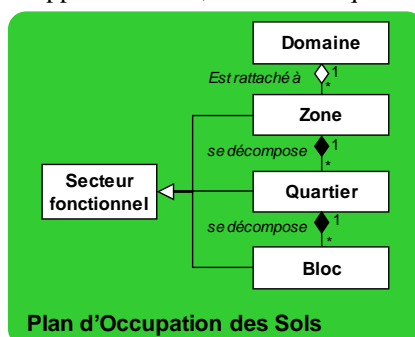 Domaine
Est rattaché à
1
*
Zone
se décompose
1
*
Secteur
fonctionnel
Quartier
se décompose
1
*
Bloc
Plan d'Occupation des Sols